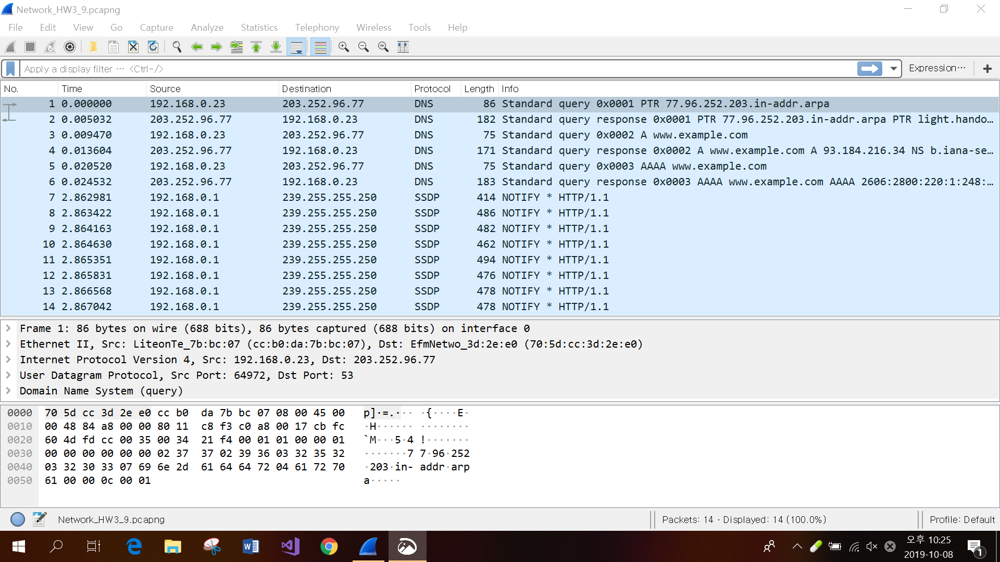 Network_HW3_9.pcapng
File Edit View Go Capture Analyze Statistics Telephony Wireless Tools Help
Apply a display filter ··· <Ctrl-/> Expression···
No. Time Source Destination Protocol Length Info
1 0.000000 192.168.0.23 203.252.96.77 DNS 86 Standard query 0x0001 PTR 77.96.252.203.in-addr.arpa
2 0.005032 203.252.96.77 192.168.0.23 DNS 182 Standard query response 0x0001 PTR 77.96.252.203.in-addr.arpa PTR light.hando…
3 0.009470 192.168.0.23 203.252.96.77 DNS 75 Standard query 0x0002 A www.example.com
4 0.013604 203.252.96.77 192.168.0.23 DNS 171 Standard query response 0x0002 A www.example.com A 93.184.216.34 NS b.iana-se…
5 0.020520 192.168.0.23 203.252.96.77 DNS 75 Standard query 0x0003 AAAA www.example.com
6 0.024532 203.252.96.77 192.168.0.23 DNS 183 Standard query response 0x0003 AAAA www.example.com AAAA 2606:2800:220:1:248:…
7 2.862981 192.168.0.1 239.255.255.250 SSDP 414 NOTIFY * HTTP/1.1
8 2.863422 192.168.0.1 239.255.255.250 SSDP 486 NOTIFY * HTTP/1.1
9 2.864163 192.168.0.1 239.255.255.250 SSDP 482 NOTIFY * HTTP/1.1
10 2.864630 192.168.0.1 239.255.255.250 SSDP 462 NOTIFY * HTTP/1.1
11 2.865351 192.168.0.1 239.255.255.250 SSDP 494 NOTIFY * HTTP/1.1
12 2.865831 192.168.0.1 239.255.255.250 SSDP 476 NOTIFY * HTTP/1.1
13 2.866568 192.168.0.1 239.255.255.250 SSDP 478 NOTIFY * HTTP/1.1
14 2.867042 192.168.0.1 239.255.255.250 SSDP 478 NOTIFY * HTTP/1.1
Frame 1: 86 bytes on wire (688 bits), 86 bytes captured (688 bits) on interface 0
Ethernet II, Src: LiteonTe_7b:bc:07 (cc:b0:da:7b:bc:07), Dst: EfmNetwo_3d:2e:e0 (70:5d:cc:3d:2e:e0)
Internet Protocol Version 4, Src: 192.168.0.23, Dst: 203.252.96.77
User Datagram Protocol, Src Port: 64972, Dst Port: 53
Domain Name System (query)
0000 70 5d cc 3d 2e e0 cc b0 da 7b bc 07 08 00 45 00 p]·=.··· ·{····E·
0010 00 48 84 a8 00 00 80 11 c8 f3 c0 a8 00 17 cb fc ·H······ ········
0020 60 4d fd cc 00 35 00 34 21 f4 00 01 01 00 00 01 `M···5·4 !·······
0030 00 00 00 00 00 00 02 37 37 02 39 36 03 32 35 32 ·······7 7·96·252
0040 03 32 30 33 07 69 6e 2d 61 64 64 72 04 61 72 70 ·203·in- addr·arp
0050 61 00 00 0c 00 01 a·····
Network_HW3_9.pcapng Packets: 14 · Displayed: 14 (100.0%) Profile: Default
오후 10:25
2019-10-08
1